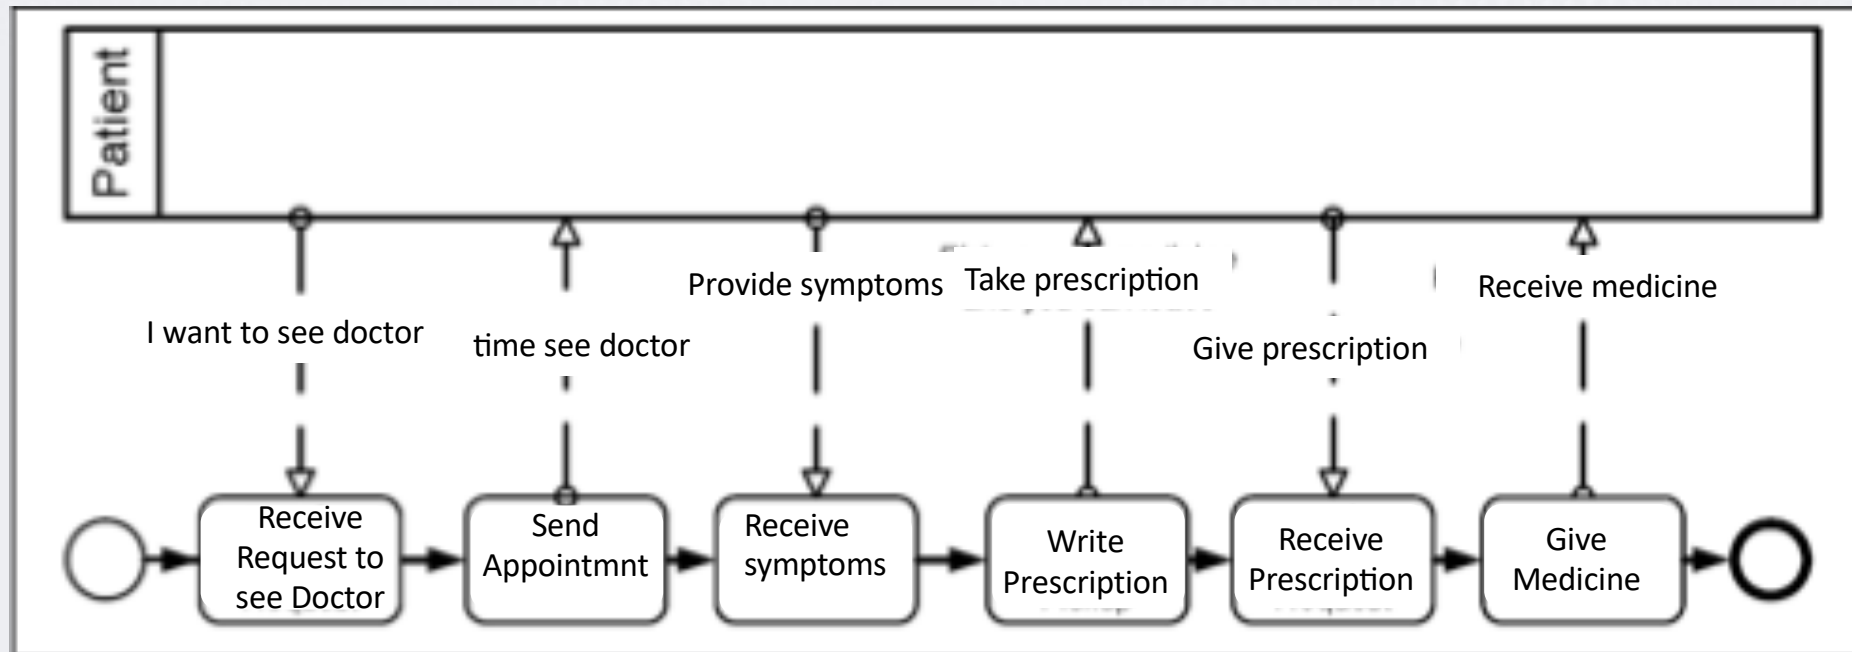 Patient
Provide symptoms
Take prescription
Receive medicine
I want to see doctor
time see doctor
Give prescription
Receive
Request to
see Doctor
Send
Appointmnt
Receive
symptoms
Write
Prescription
Receive
Prescription
Give
Medicine